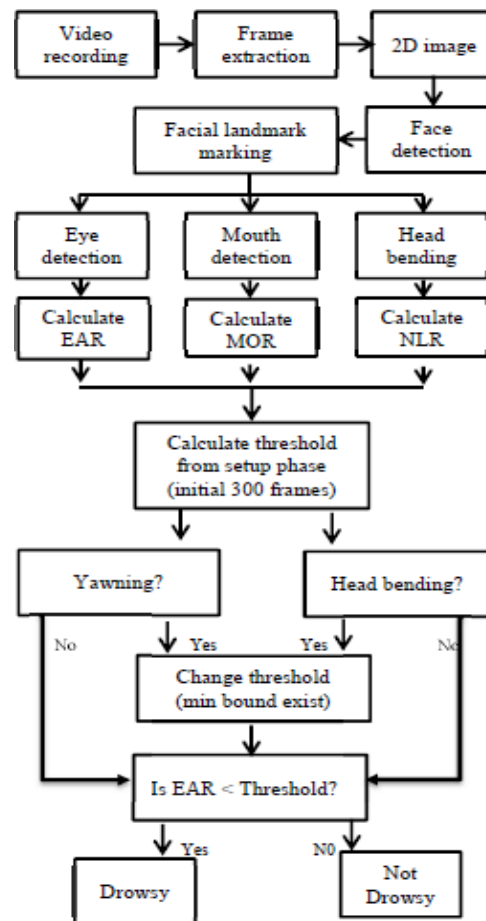 Video
recording
Frame
extraction
2D image
Facial landmark
marking
Face
detection
Eye
detection
Mouth
detection
Head
bending
Calculate
EAR
Calculate
MOR
Calculate
NLR
Calculate threshold
from setup phase
(initial 300 frames)
Yawning?
Head bending?
No
Yes
Yes
No
Change threshold
(min bound exist)
Is EAR < Threshold?
Yes
N0
Drowsy
Not
Drowsy